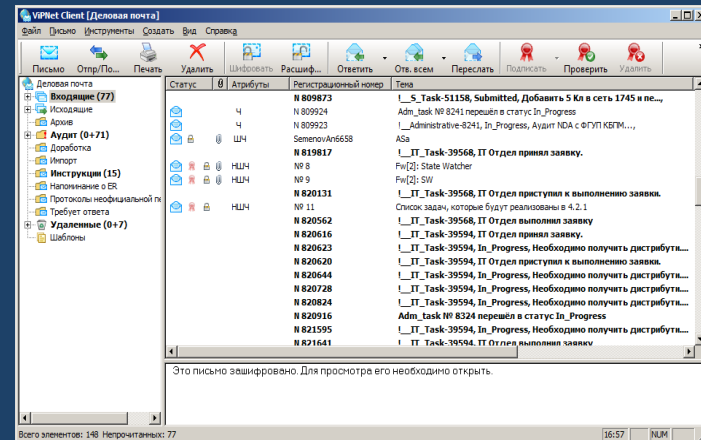 ViPNet Client [Деловая почта]
Файл Письмо Инструменты Создать Вид Справка
Письмо Отпр/По... Печать Удалить Шифровать Расшиф... Ответить Отв. всем Переслать Подписать Проверить Удалить
Деловая почта
Входящие (77)
Исходящие
Архив
Аудит (0+71)
Доработка
Импорт
Инструкции (15)
Напоминание о ER
Протоколы неофициальной пе
Требует ответа
Удаленные (0+7)
Шаблоны
Статус Атрибуты Регистрационный номер Тема
N 809873 !__S_Task-51158, Submitted, Добавить 5 Кл в сеть 1745 и пе...,
Ч N 809924 Adm_task № 8241 перешёл в статус In_Progress
Ч N 809923 !__Administrative-8241, In_Progress, Аудит NDA с ФГУП КБПМ...,
ШЧ SemenovAn6658 ASa
N 819817 !__IT_Task-39568, IT Отдел принял заявку.
НШЧ № 8 Fw[2]: State Watcher
НШЧ № 9 Fw[2]: SW
N 820131 !__IT_Task-39568, IT Отдел приступил к выполнению заявки.
НШЧ № 11 Список задач, которые будут реализованы в 4.2.1
N 820562 !__IT_Task-39568, IT Отдел выполнил заявку
N 820616 !__IT_Task-39594, IT Отдел принял заявку.
N 820623 !__IT_Task-39594, In_Progress, Необходимо получить дистрибути....
N 820620 !__IT_Task-39594, IT Отдел приступил к выполнению заявки.
N 820644 !__IT_Task-39594, In_Progress, Необходимо получить дистрибути....
N 820728 !__IT_Task-39594, In_Progress, Необходимо получить дистрибути....
N 820824 !__IT_Task-39594, In_Progress, Необходимо получить дистрибути....
N 820916 Adm_task № 8324 перешёл в статус In_Progress
N 821595 !__IT_Task-39594, In_Progress, Необходимо получить дистрибути....
N 821641 !__IT_Task-39594, IT Отдел выполнил заявку
Это письмо зашифровано. Для просмотра его необходимо открыть.
Всего элементов: 148 Непрочитанных: 77
16:57 NUM